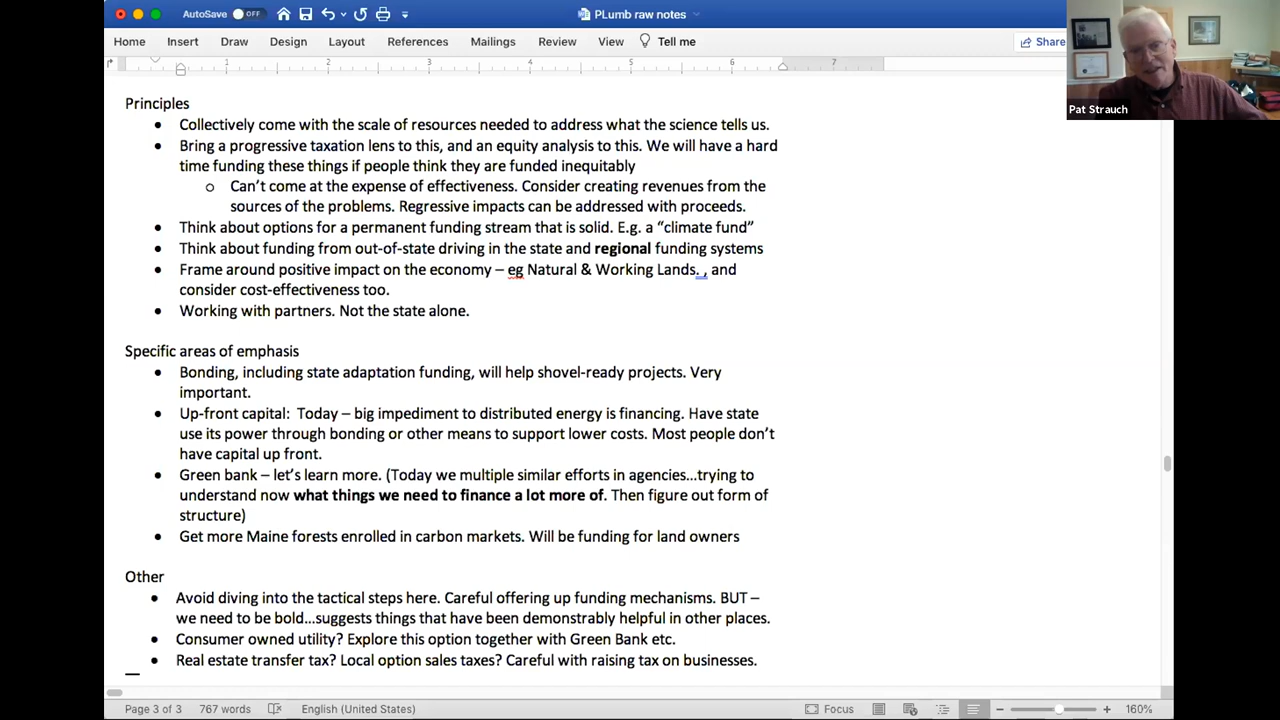 AutoSave OFF
PLumb raw notes
Home Insert Draw Design Layout References Mailings Review View Tell me Share
1 2 3 4 5 6 7
Pat Strauch
Principles
• Collectively come with the scale of resources needed to address what the science tells us.
• Bring a progressive taxation lens to this, and an equity analysis to this. We will have a hard
time funding these things if people think they are funded inequitably
o Can’t come at the expense of effectiveness. Consider creating revenues from the
sources of the problems. Regressive impacts can be addressed with proceeds.
• Think about options for a permanent funding stream that is solid. E.g. a “climate fund”
• Think about funding from out-of-state driving in the state and regional funding systems
• Frame around positive impact on the economy – eg Natural & Working Lands. , and
consider cost-effectiveness too.
• Working with partners. Not the state alone.
Specific areas of emphasis
• Bonding, including state adaptation funding, will help shovel-ready projects. Very
important.
• Up-front capital: Today – big impediment to distributed energy is financing. Have state
use its power through bonding or other means to support lower costs. Most people don’t
have capital up front.
• Green bank – let’s learn more. (Today we multiple similar efforts in agencies…trying to
understand now what things we need to finance a lot more of. Then figure out form of
structure)
• Get more Maine forests enrolled in carbon markets. Will be funding for land owners
Other
• Avoid diving into the tactical steps here. Careful offering up funding mechanisms. BUT –
we need to be bold…suggests things that have been demonstrably helpful in other places.
• Consumer owned utility? Explore this option together with Green Bank etc.
• Real estate transfer tax? Local option sales taxes? Careful with raising tax on businesses.
Page 3 of 3 767 words English (United States) Focus 160%